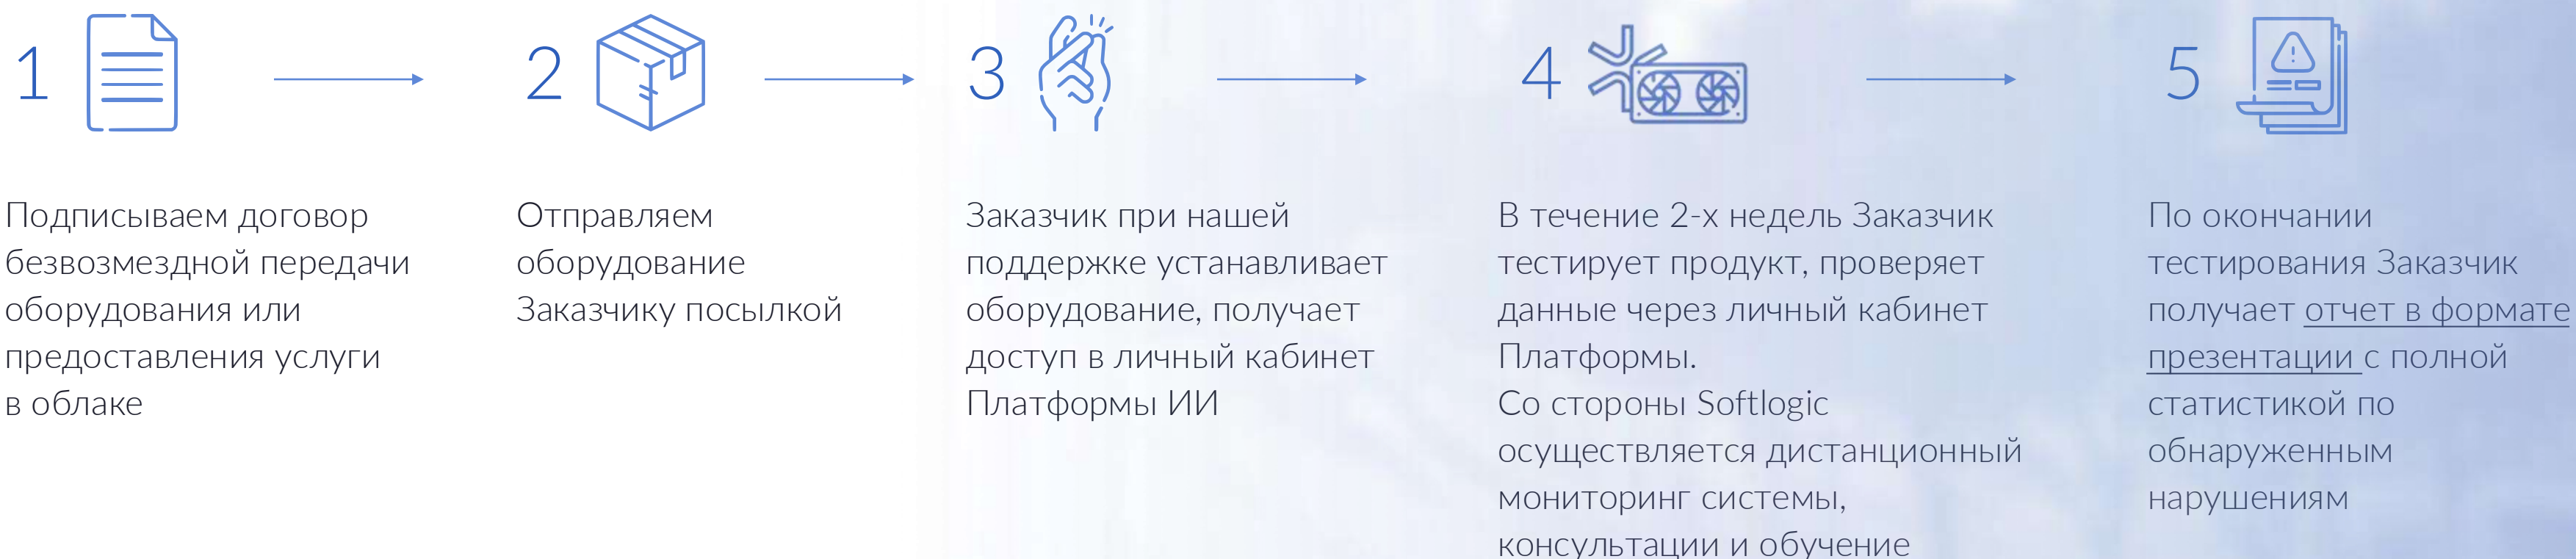 1
Подписываем договор
безвозмездной передачи
оборудования или
предоставления услуги
в облаке
2
Отправляем
оборудование
Заказчику посылкой
3
Заказчик при нашей
поддержке устанавливает
оборудование, получает
доступ в личный кабинет
Платформы ИИ
4
В течение 2-х недель Заказчик
тестирует продукт, проверяет
данные через личный кабинет
Платформы.
Со стороны Softlogic
осуществляется дистанционный
мониторинг системы,
консультации и обучение
5
По окончании
тестирования Заказчик
получает отчет в формате
презентации с полной
статистикой по
обнаруженным
нарушениям